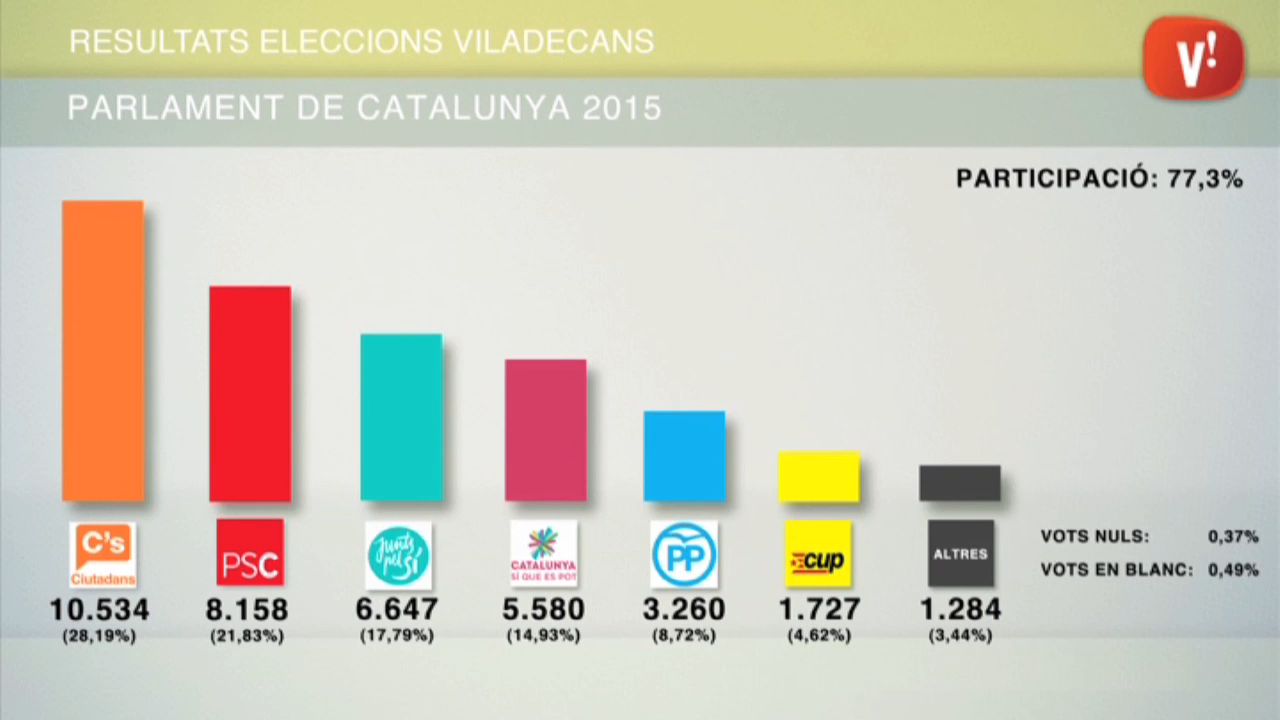 RESULTATS ELECCIONS VILADECANS
V!
PARLAMENT DE CATALUNYA 2015
PARTICIPACIÓ: 77,3%
C's
Ciutadans
PSC
Junts
pel SÍ
CATALUNYA
SÍ QUE ES POT
PP
cup
ALTRES
VOTS NULS: 0,37%
VOTS EN BLANC: 0,49%
10.534 8.158 6.647 5.580 3.260 1.727 1.284
(28,19%) (21,83%) (17,79%) (14,93%) (8,72%) (4,62%) (3,44%)